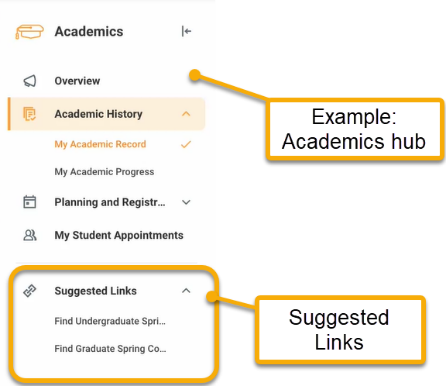 Academics
Overview
Example:
Academics hub
Academic History
My Academic Record
My Academic Progress
Planning and Registr...
My Student Appointments
Suggested Links
Find Undergraduate Spri...
Find Graduate Spring Co...
Suggested
Links